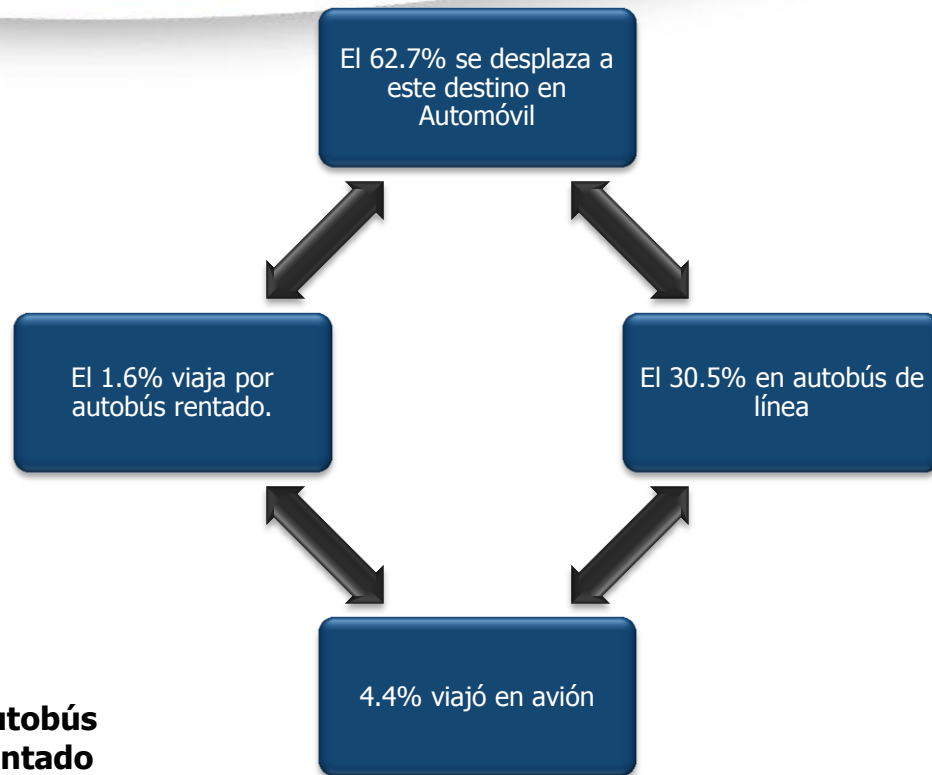 El 62.7% se desplaza a
este destino en
Automóvil
El 1.6% viaja por
autobús rentado.
El 30.5% en autobús de
línea
4.4% viajó en avión